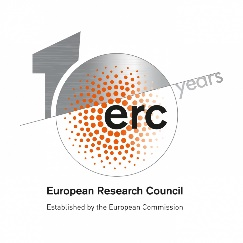 10
years
erc
European Research Council
Established by the European Commission